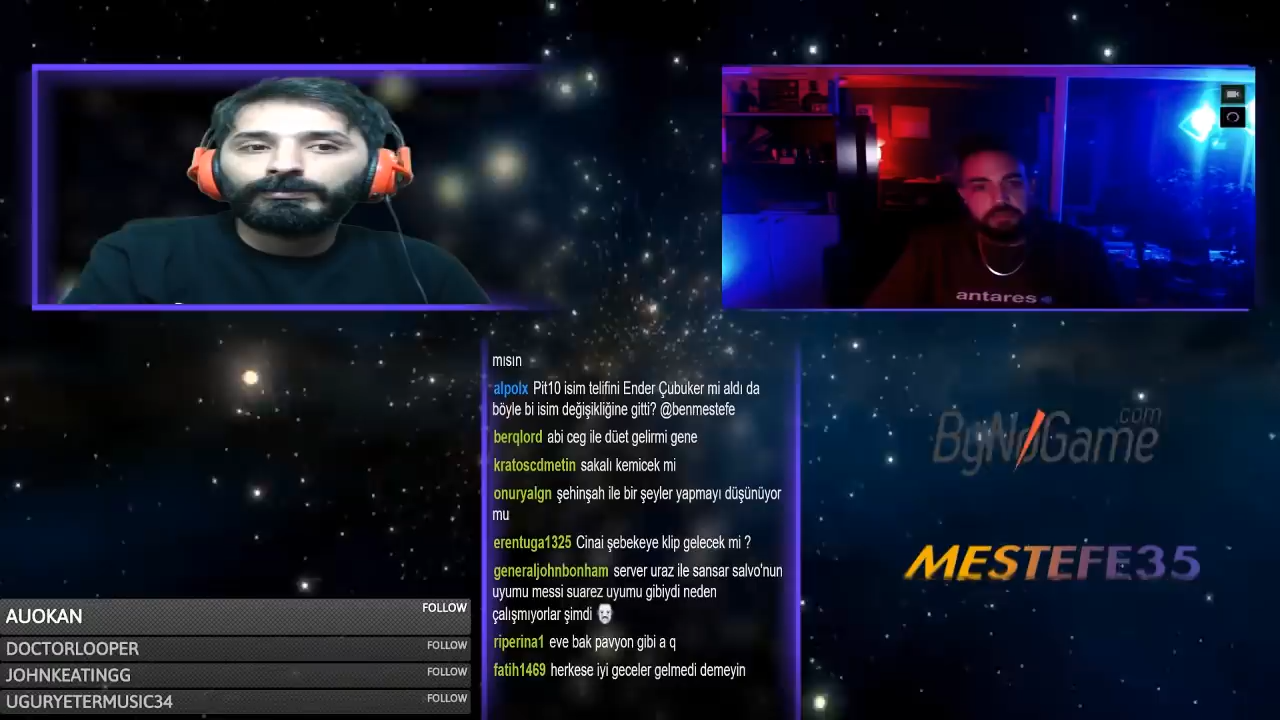 antares
mısın
alpolx Pit10 isim telifini Ender Çubuker mi aldı da
böyle bi isim değişikliğine gitti? @benmestefe
berqlord abi ceg ile düet gelirmi gene
kratoscdmetin sakalı kemicek mi
onuryalgn şehinşah ile bir şeyler yapmayı düşünüyor
mu
erentuga1325 Cinai şebekeye klip gelecek mi ?
generaljohnbonham server uraz ile sansar salvo'nun
uyumu messi suarez uyumu gibiydi neden
çalışmıyorlar şimdi
riperina1 eve bak pavyon gibi a q
fatih1469 herkese iyi geceler gelmedi demeyin
ByNoGame.com
MESTEFE35
AUOKAN FOLLOW
DOCTORLOOPER FOLLOW
JOHNKEATINGG FOLLOW
UGURYETERMUSIC34 FOLLOW